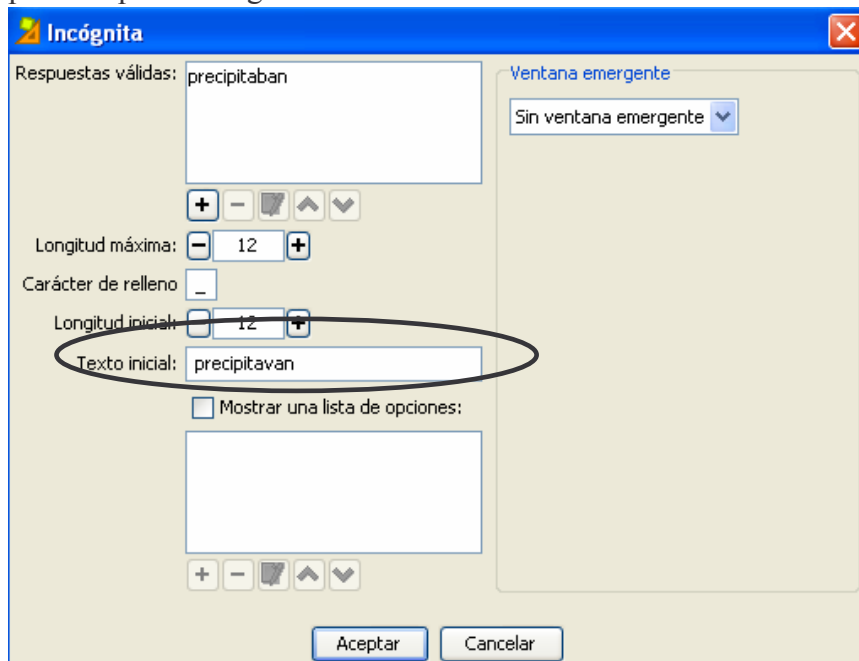 Incógnita
Respuestas válidas: precipitaban
Ventana emergente
Sin ventana emergente
Longitud máxima: 12
Carácter de relleno _
Longitud inicial: 12
Texto inicial: precipitavan
Mostrar una lista de opciones:
Aceptar Cancelar